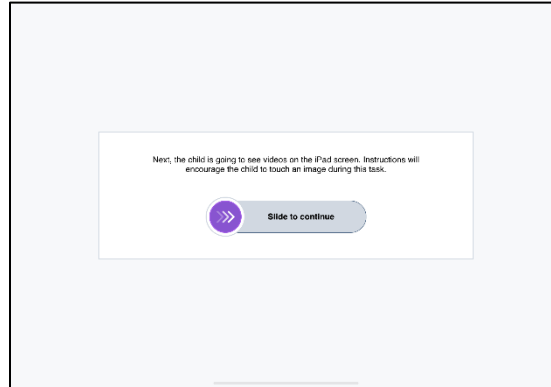 Next, the child is going to see videos on the iPad screen. Instructions will
encourage the child to touch an image during this task.
Slide to continue